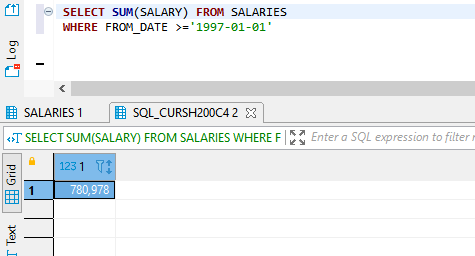 SELECT SUM(SALARY) FROM SALARIES
WHERE FROM_DATE >='1997-01-01'
Log
SALARIES 1
SQL_CURSH200C4 2
SELECT SUM(SALARY) FROM SALARIES WHERE F
Enter a SQL expression to filter r
Grid
123 1
1
780,978
Text